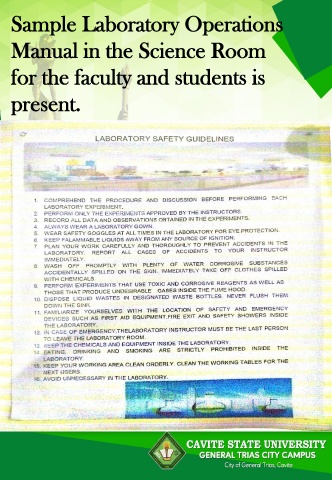 Sample Laboratory Operations
Manual in the Science Room
for the faculty and students is
present.
LABORATORY SAFETY GUIDELINES
1. COMPREHEND THE PROCEDURE AND DISCUSSION BEFORE PERFORMING EACH
LABORATORY EXPERIMENT.
2. PERFORM ONLY THE EXPERIMENTS APPROVED BY THE INSTRUCTORS.
3. RECORD ALL DATA AND OBSERVATIONS OBTAINED IN THE EXPERIMENTS.
4. ALWAYS WEAR A LABORATORY GOWN.
5. WEAR SAFETY GOGGLES AT ALL TIMES IN THE LABORATORY FOR EYE PROTECTION.
6. KEEP FALAMMABLE LIQUIDS AWAY FROM ANY SOURCE OF IGNITION.
7. PLAN YOUR WORK CAREFULLY AND THOROUGHLY TO PREVENT ACCIDENTS IN THE
LABORATORY. REPORT ALL CASES OF ACCIDENTS TO YOUR INSTRUCTOR
IMMEDIATELY.
8. WASH OFF PROMPTLY WITH PLENTY OF WATER CORROSIVE SUBSTANCES
ACCIDENTALLY SPILLED ON THE SKIN. IMMEDIATELY TAKE OFF CLOTHES SPILLED
WITH CHEMICALS.
9. PERFORM EXPERIMENTS THAT USE TOXIC AND CORROSIVE REAGENTS AS WELL AS
THOSE THAT PRODUCE UNDESIRABLE GASES INSIDE THE FUME HOOD.
10. DISPOSE LIQUID WASTES IN DESIGNATED WASTE BOTTLES. NEVER FLUSH THEM
DOWN THE SINK.
11. FAMILIARIZE YOURSELVES WITH THE LOCATION OF SAFETY AND EMERGENCY
DEVICES SUCH AS FIRST AID EQUIPMENT,FIRE EXIT AND SAFETY SHOWERS INSIDE
THE LABORATORY.
12. IN CASE OF EMERGENCY,THELABORATORY INSTRUCTOR MUST BE THE LAST PERSON
TO LEAVE THE LABORATORY ROOM.
13. KEEP THE CHEMICALS AND EQUIPMENT INSIDE THE LABORATORY.
14. EATING, DRINKING AND SMOKING ARE STRICTLY PROHIBITED INSIDE THE
LABORATORY
15. KEEP YOUR WORKING AREA CLEAN ORDERLY. CLEAN THE WORKING TABLES FOR THE
NEXT USERS.
16. AVOID UNNECESSARY IN THE LABORATORY.
CAVITE STATE UNIVERSITY
GENERAL TRIAS CITY CAMPUS
City of General Trias, Cavite